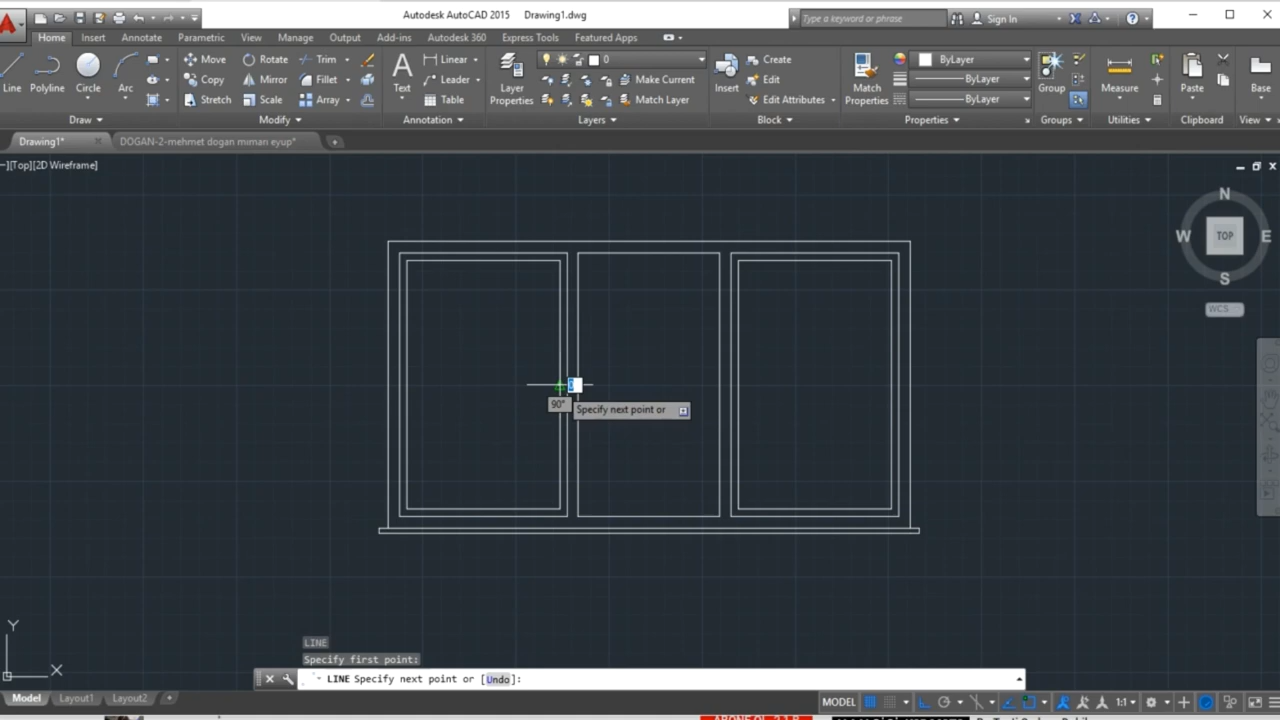 Autodesk AutoCAD 2015 Drawing1.dwg
Type a keyword or phrase
Sign In
Home Insert Annotate Parametric View Manage Output Add-ins Autodesk 360 Express Tools Featured Apps
Line Polyline Circle Arc
Move Rotate Trim
Copy Mirror Fillet
Stretch Scale Array
Text
Linear
Leader
Table
Layer
Properties
0
Make Current
Match Layer
Insert
Create
Edit
Edit Attributes
Match
Properties
ByLayer
ByLayer
ByLayer
Group
Measure
Paste
Base
Draw Modify Annotation Layers Block Properties Groups Utilities Clipboard View
Drawing1* DOGAN-2-mehmet dogan mıman eyup*
][Top][2D Wireframe]
N
W TOP E
S
WCS
90°
Specify next point or
Y
X
LINE
Specify first point:
LINE Specify next point or [Undo]:
Model Layout1 Layout2
MODEL 1:1